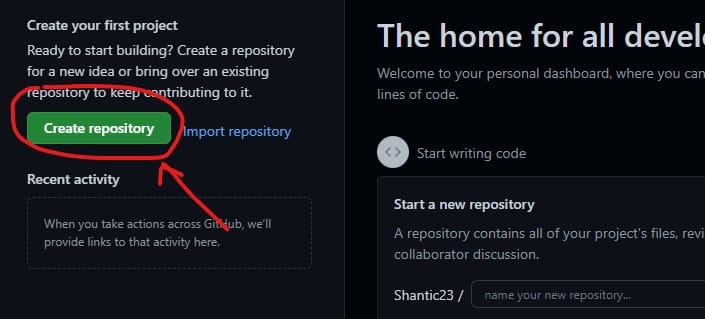 Create your first project
Ready to start building? Create a repository
for a new idea or bring over an existing
repository to keep contributing to it.
Create repository
Import repository
Recent activity
When you take actions across GitHub, we'll
provide links to that activity here.
The home for all devel
Welcome to your personal dashboard, where you can
lines of code.
<> Start writing code
Start a new repository
A repository contains all of your project's files, revi
collaborator discussion.
Shantic23 /
name your new repository...